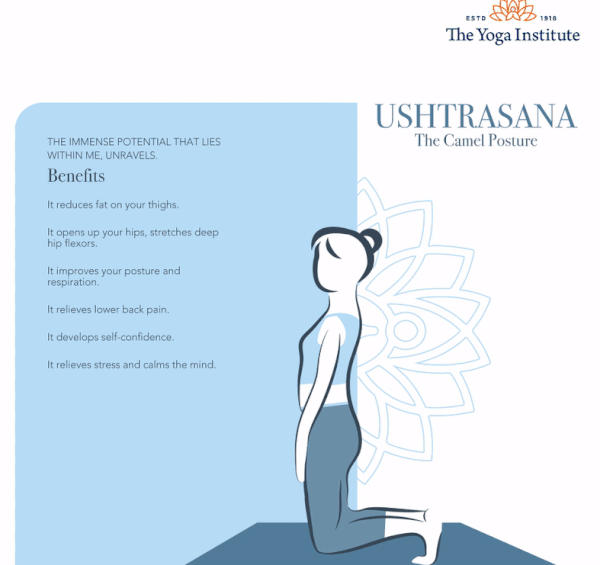 ESTD 1918
The Yoga Institute
USHTRASANA
The Camel Posture
THE IMMENSE POTENTIAL THAT LIES
WITHIN ME, UNRAVELS.
Benefits
It reduces fat on your thighs.
It opens up your hips, stretches deep
hip flexors.
It improves your posture and
respiration.
It relieves lower back pain.
It develops self-confidence.
It relieves stress and calms the mind.